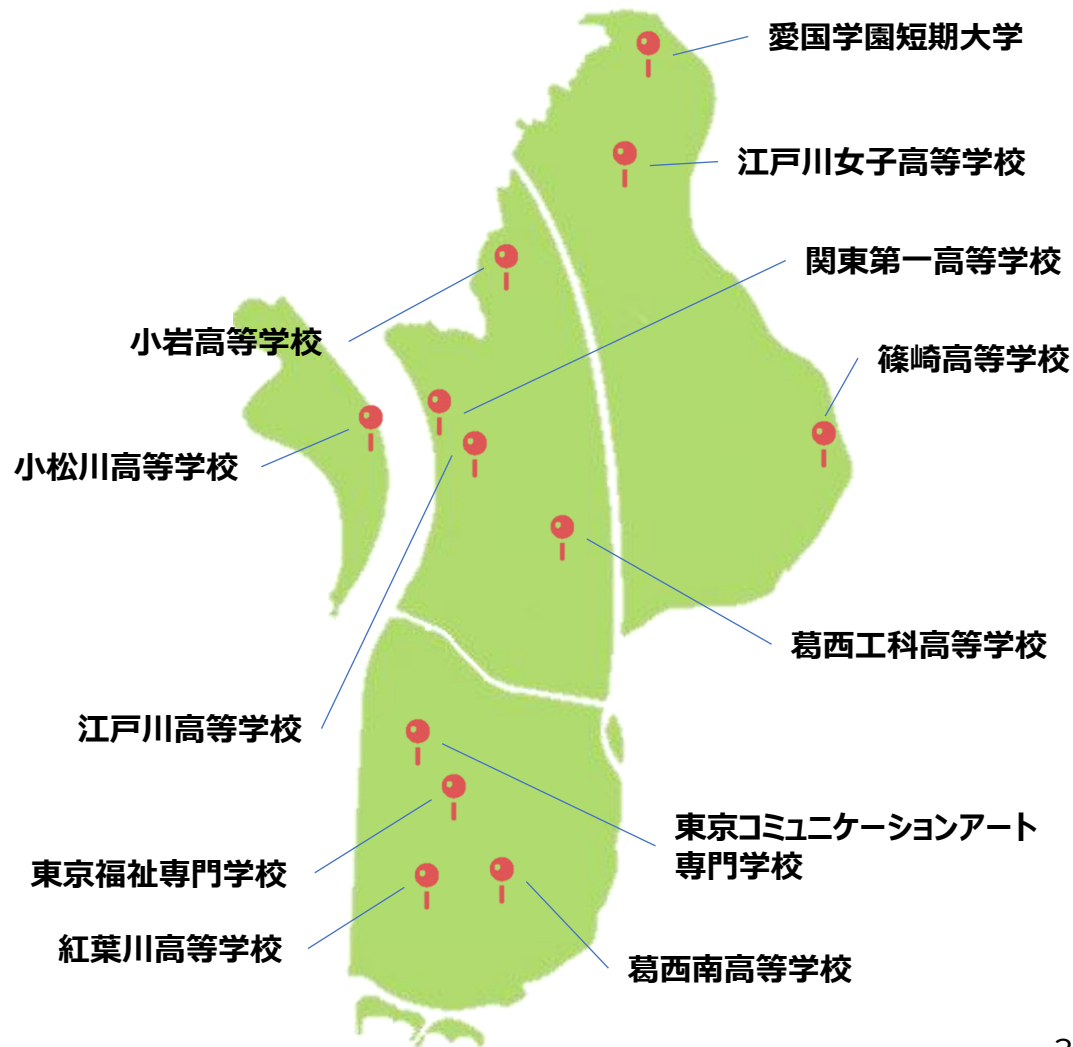 愛国学園短期大学
江戸川女子高等学校
関東第一高等学校
小岩高等学校
篠崎高等学校
小松川高等学校
葛西工科高等学校
江戸川高等学校
東京コミュニケーションアート
専門学校
東京福祉専門学校
紅葉川高等学校
葛西南高等学校